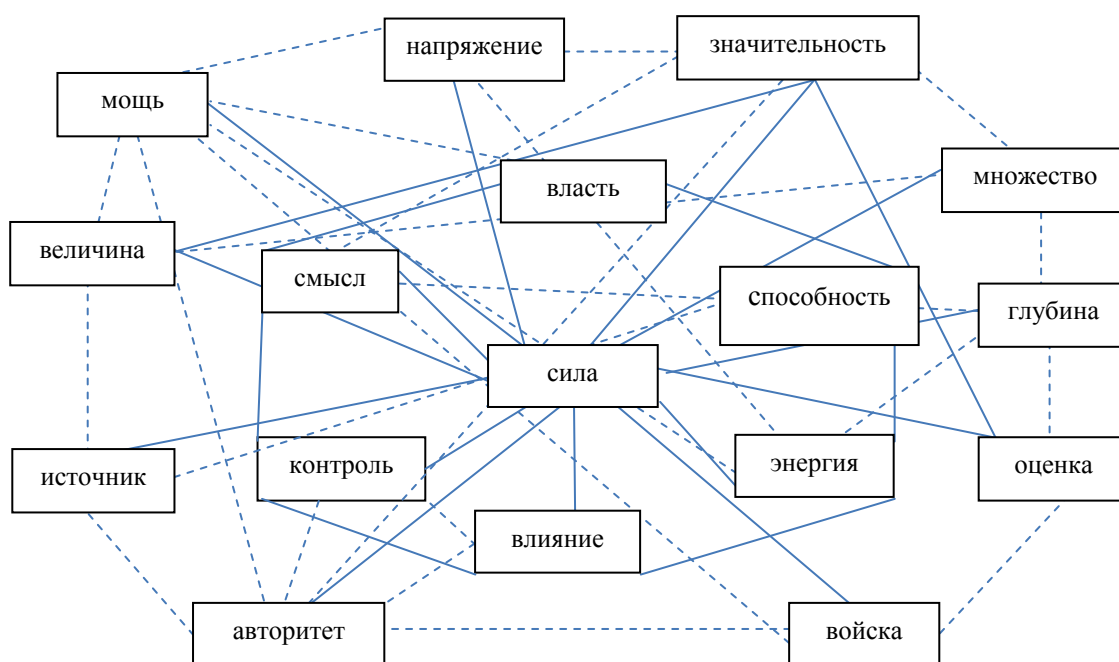 напряжение
значительность
мощь
власть
множество
величина
смысл
способность
глубина
сила
источник
контроль
энергия
оценка
влияние
авторитет
войска